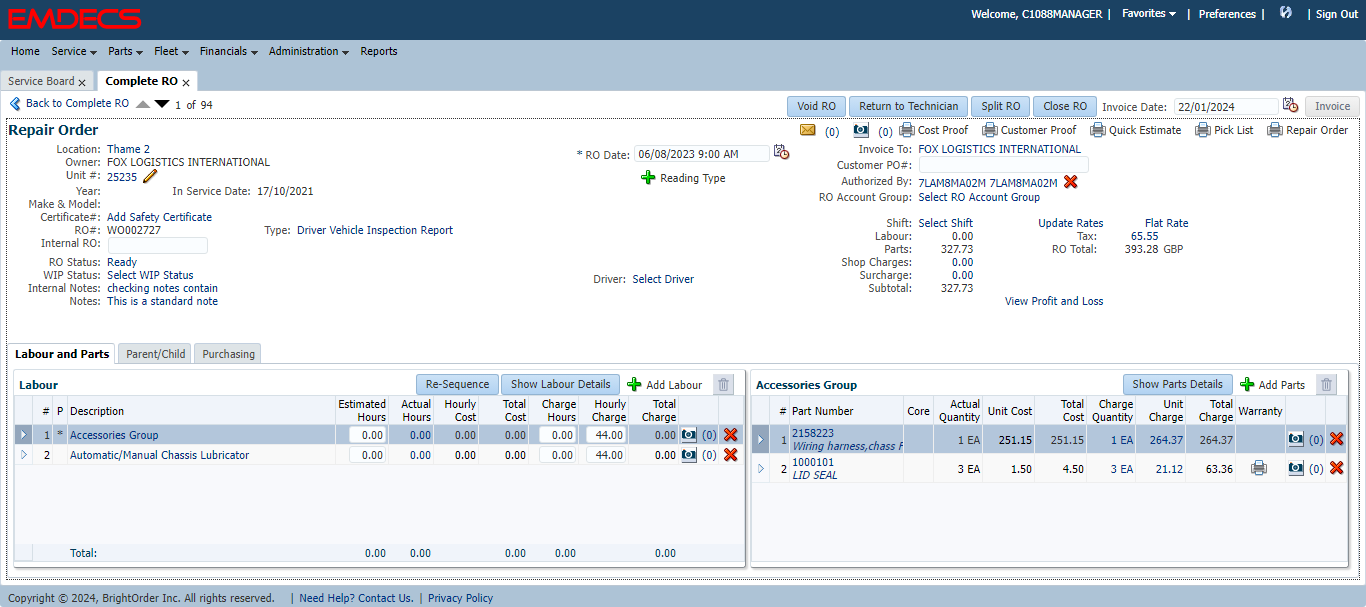 EMDECS
Welcome, C1088MANAGER | Favorites | Preferences | | Sign Out
Home Service Parts Fleet Financials Administration Reports
Service Board x Complete RO x
Back to Complete RO 1 of 94 Void RO Return to Technician Split RO Close RO Invoice Date: 22/01/2024 Invoice
Repair Order (0) (0) Cost Proof Customer Proof Quick Estimate Pick List Repair Order
Location: Thame 2 * RO Date: 06/08/2023 9:00 AM Invoice To: FOX LOGISTICS INTERNATIONAL
Owner: FOX LOGISTICS INTERNATIONAL Customer PO#:
Unit #: 25235 Reading Type Authorized By: 7LAM8MA02M 7LAM8MA02M
Year: In Service Date: 17/10/2021 RO Account Group: Select RO Account Group
Make & Model:
Certificate#: Add Safety Certificate Shift: Select Shift Update Rates Flat Rate
RO#: WO002727 Type: Driver Vehicle Inspection Report Labour: 0.00 Tax: 65.55
Internal RO: Parts: 327.73 RO Total: 393.28 GBP
RO Status: Ready Shop Charges: 0.00
WIP Status: Select WIP Status Driver: Select Driver Surcharge: 0.00
Internal Notes: checking notes contain Subtotal: 327.73
Notes: This is a standard note View Profit and Loss
Labour and Parts Parent/Child Purchasing
Labour Re-Sequence Show Labour Details Add Labour Accessories Group Show Parts Details Add Parts
# P Description Estimated Hours Actual Hours Hourly Cost Total Cost Charge Hours Hourly Charge Total Charge # Part Number Core Actual Quantity Unit Cost Total Cost Charge Quantity Unit Charge Total Charge Warranty
1 * Accessories Group 0.00 0.00 0.00 0.00 0.00 44.00 0.00 (0) 1 2158223 1 EA 251.15 251.15 1 EA 264.37 264.37 (0)
Wiring harness,chass F
2 Automatic/Manual Chassis Lubricator 0.00 0.00 0.00 0.00 0.00 44.00 0.00 (0) 2 1000101 3 EA 1.50 4.50 3 EA 21.12 63.36 (0)
LID SEAL
Total: 0.00 0.00 0.00 0.00 0.00
Copyright © 2024, BrightOrder Inc. All rights reserved. | Need Help? Contact Us. | Privacy Policy